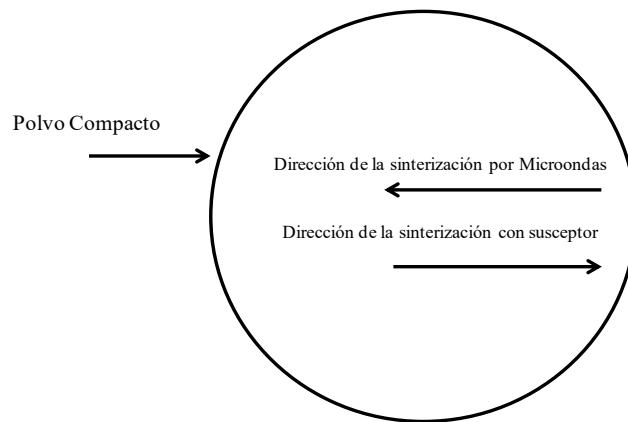 Polvo Compacto
Dirección de la sinterización por Microondas
Dirección de la sinterización con susceptor